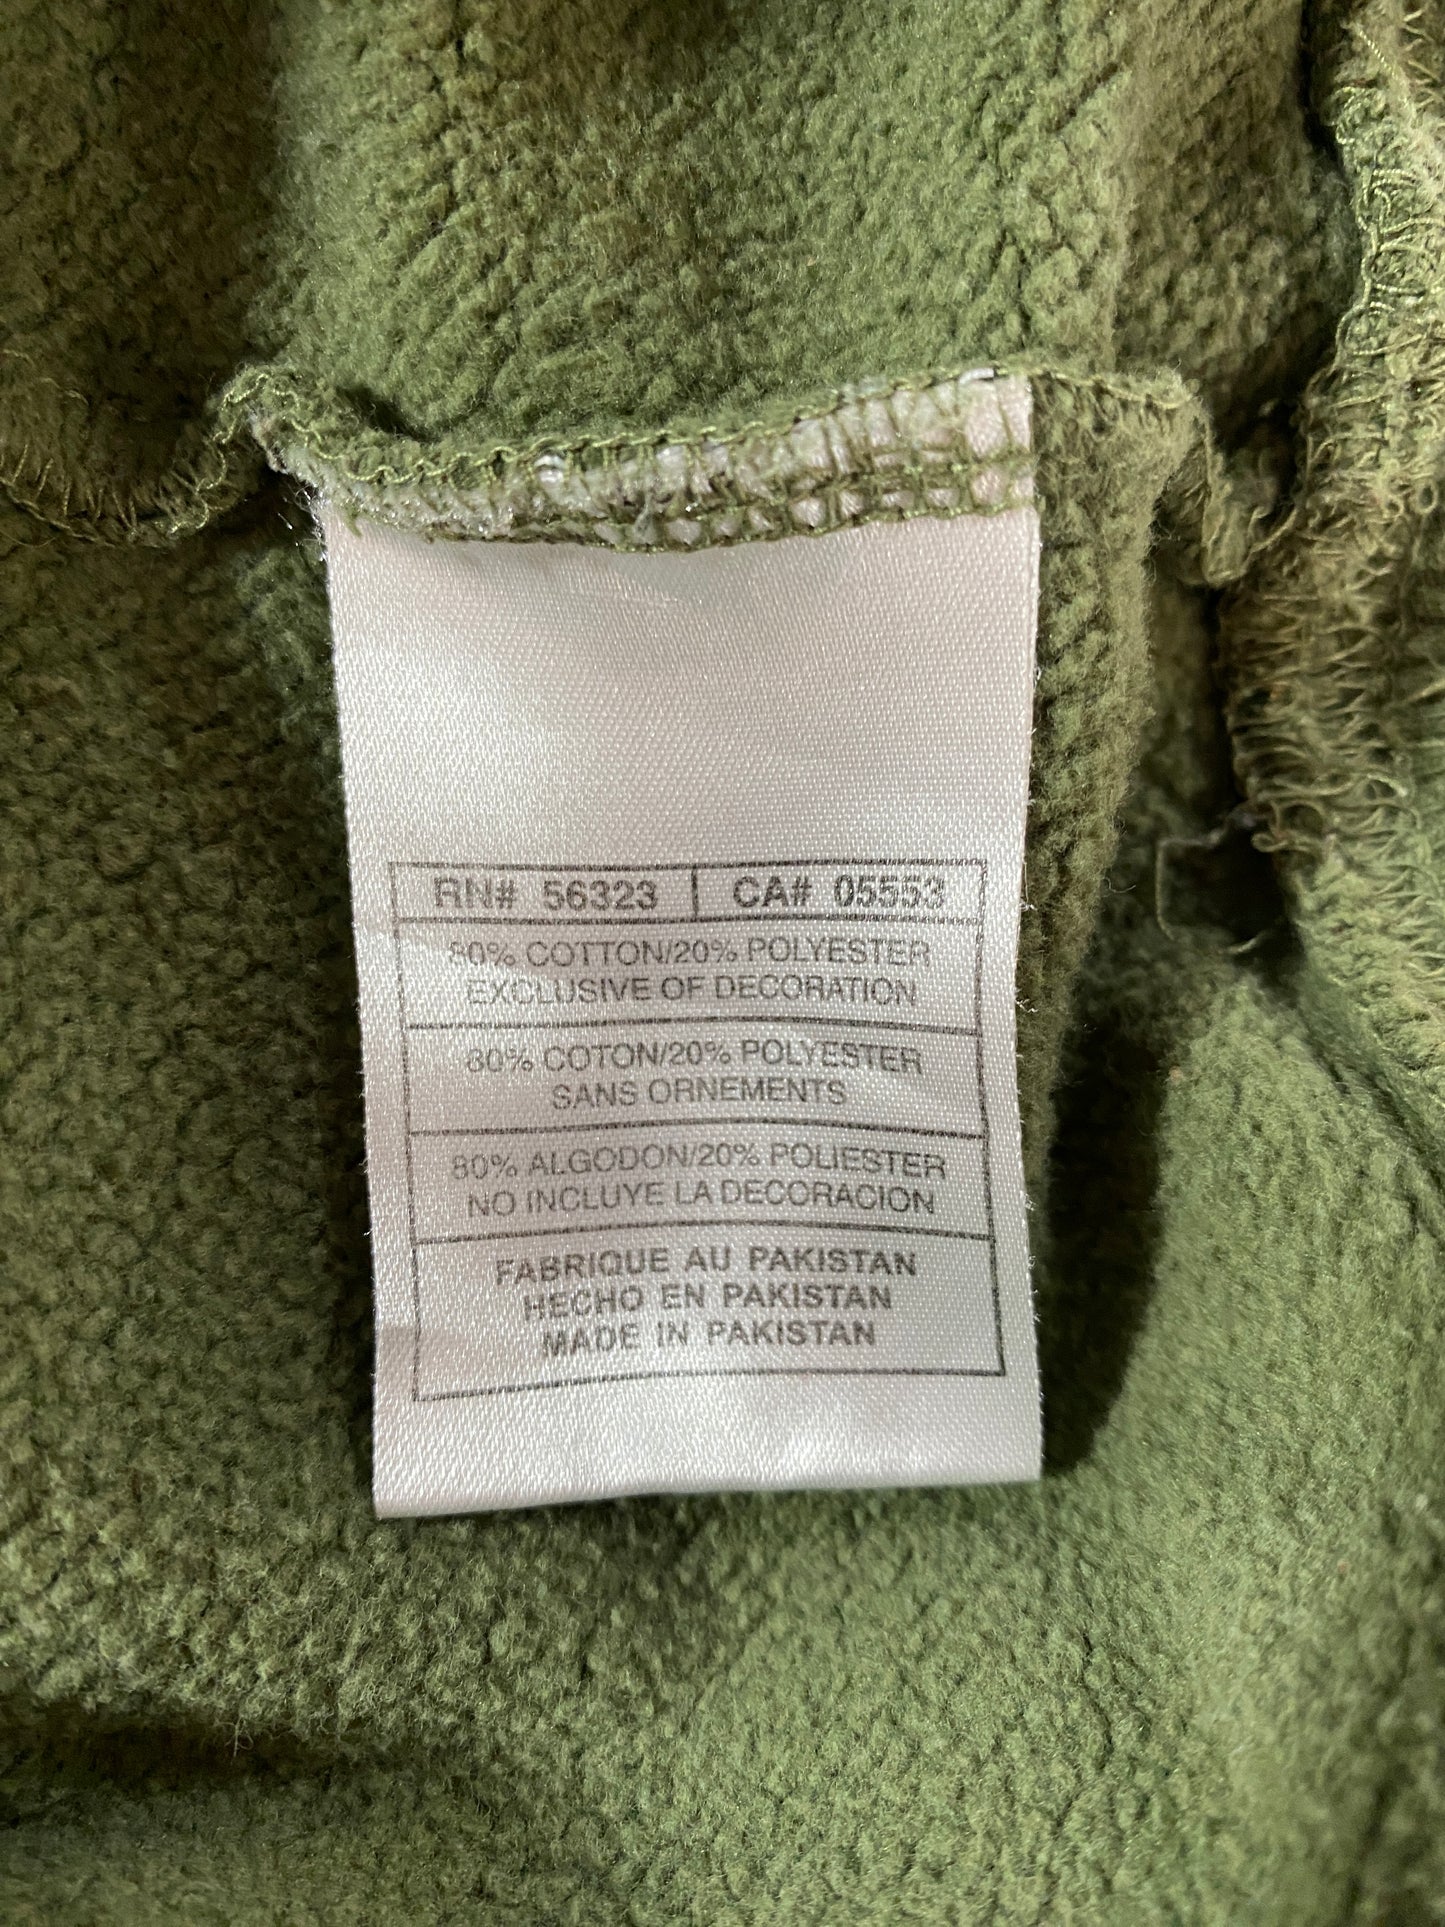 RN# 56323 | CA# 05553
80% COTTON/20% POLYESTER
EXCLUSIVE OF DECORATION
80% COTON/20% POLYESTER
SANS ORNEMENTS
80% ALGODON/20% POLIESTER
NO INCLUYE LA DECORACION
FABRIQUE AU PAKISTAN
HECHO EN PAKISTAN
MADE IN PAKISTAN